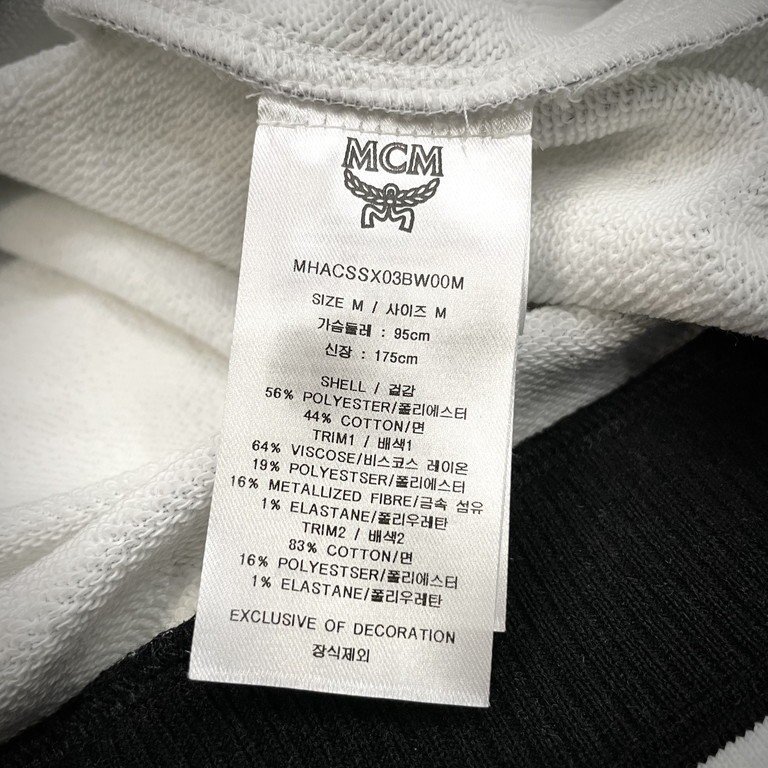 MCM
MHACSSX03BW00M
SIZE M / 사이즈 M
가슴둘레 : 95cm
신장 : 175cm
SHELL / 겉감
56% POLYESTER/폴리에스터
44% COTTON/면
TRIM1 / 배색1
64% VISCOSE/비스코스 레이온
19% POLYESTSER/폴리에스터
16% METALLIZED FIBRE/금속 섬유
1% ELASTANE/폴리우레탄
TRIM2 / 배색2
83% COTTON/면
16% POLYESTSER/폴리에스터
1% ELASTANE/폴리우레탄
EXCLUSIVE OF DECORATION
장식제외